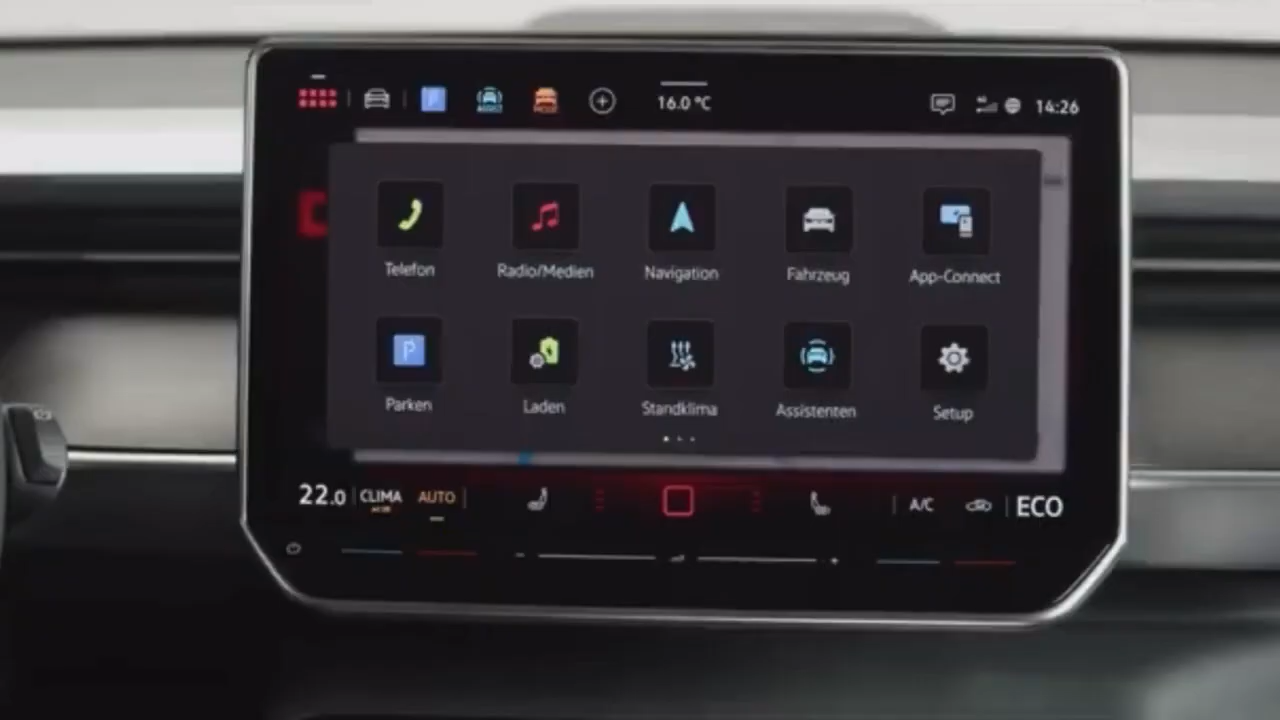 16.0 °C 14:26
Telefon Radio/Medien Navigation Fahrzeug App-Connect
P
Parken Laden Standklima Assistenten Setup
22.0 CLIMA AUTO A/C ECO